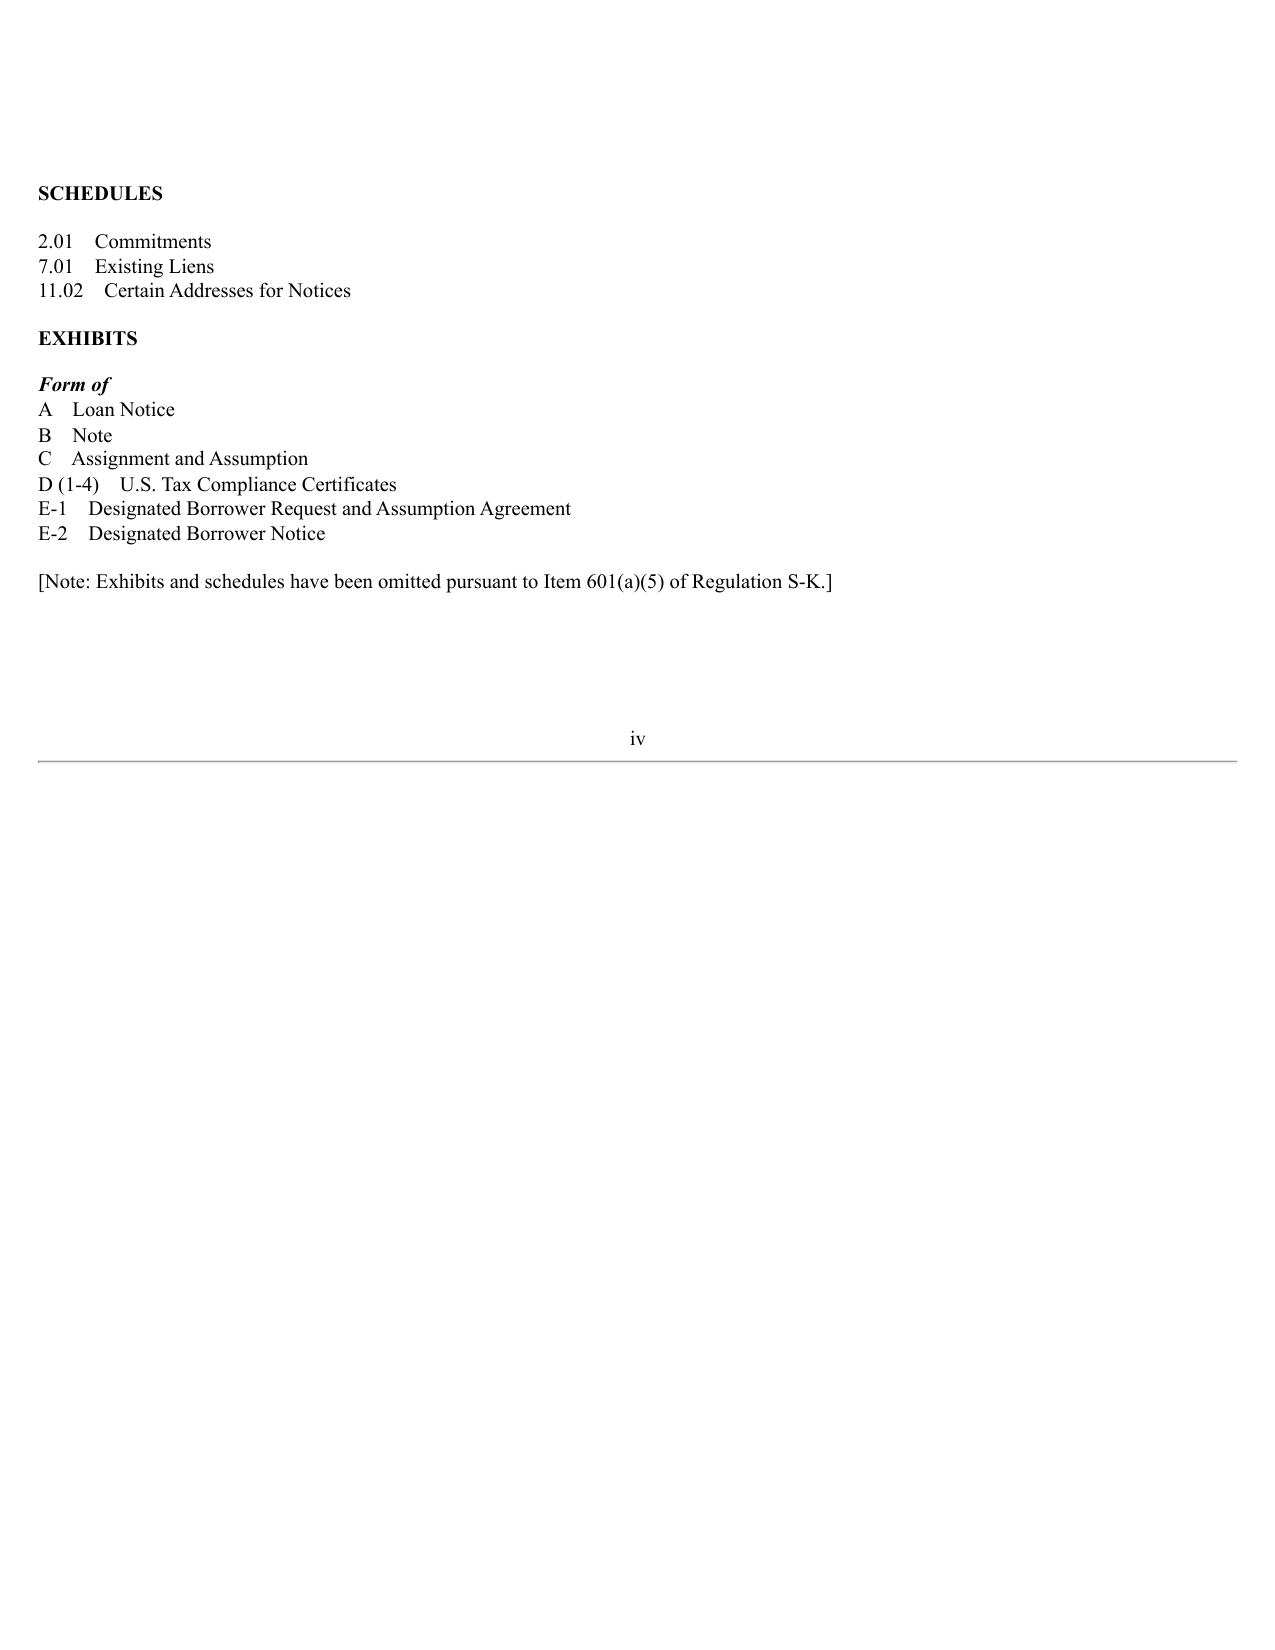 SCHEDULES
2.01 Commitments
7.01 Existing Liens
11.02 Certain Addresses for Notices
EXHIBITS
Form of
A Loan Notice
B Note
C Assignment and Assumption
D (1-4) U.S. Tax Compliance Certificates
E-1 Designated Borrower Request and Assumption Agreement
E-2 Designated Borrower Notice
[Note: Exhibits and schedules have been omitted pursuant to Item 601(a)(5) of Regulation S-K.]
iv